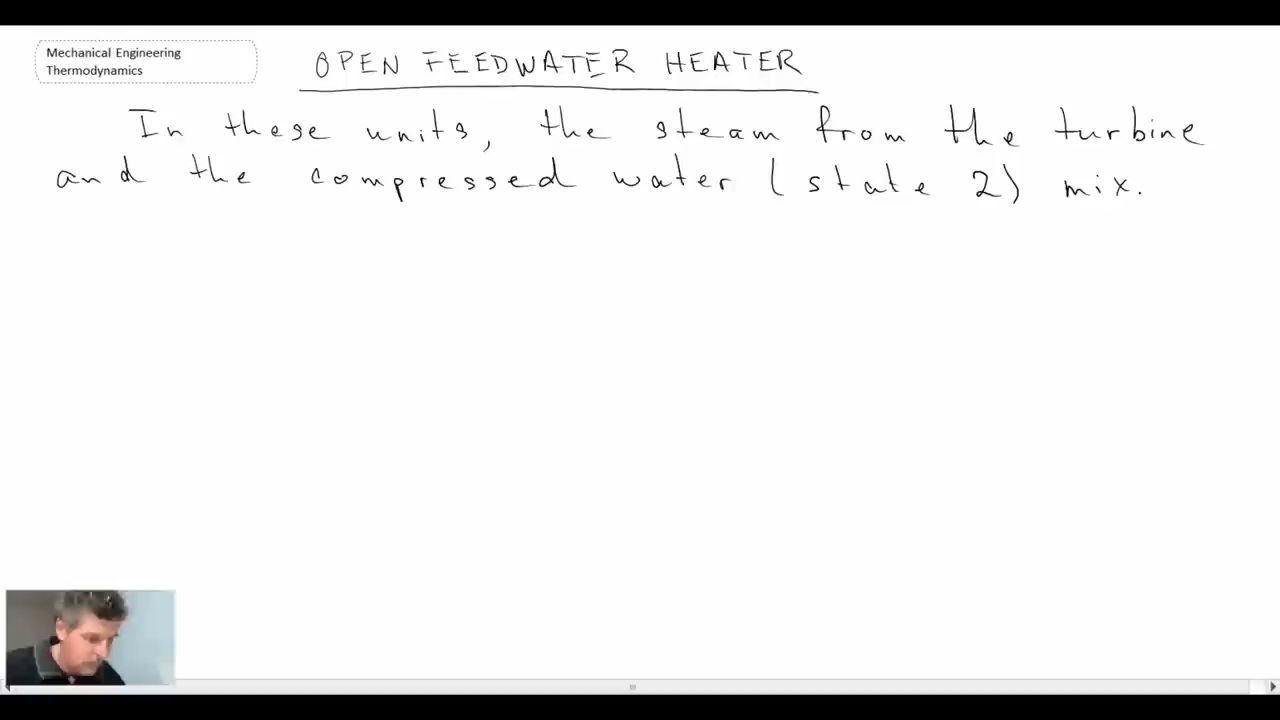 Mechanical Engineering
Thermodynamics
OPEN FEEDWATER HEATER
In these units, the steam from the turbine
and the compressed water (state 2) mix.